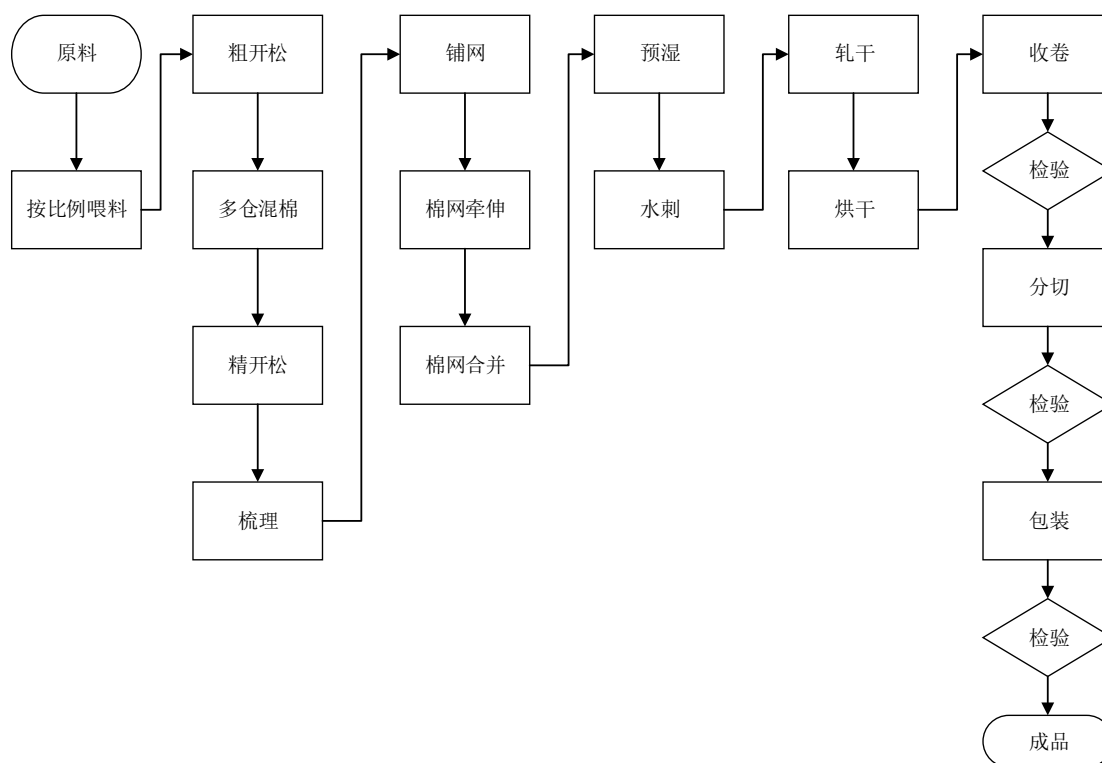 原料
按比例喂料
粗开松
多仓混棉
精开松
梳理
铺网
棉网牵伸
棉网合并
预湿
水刺
轧干
烘干
收卷
检验
分切
检验
包装
检验
成品